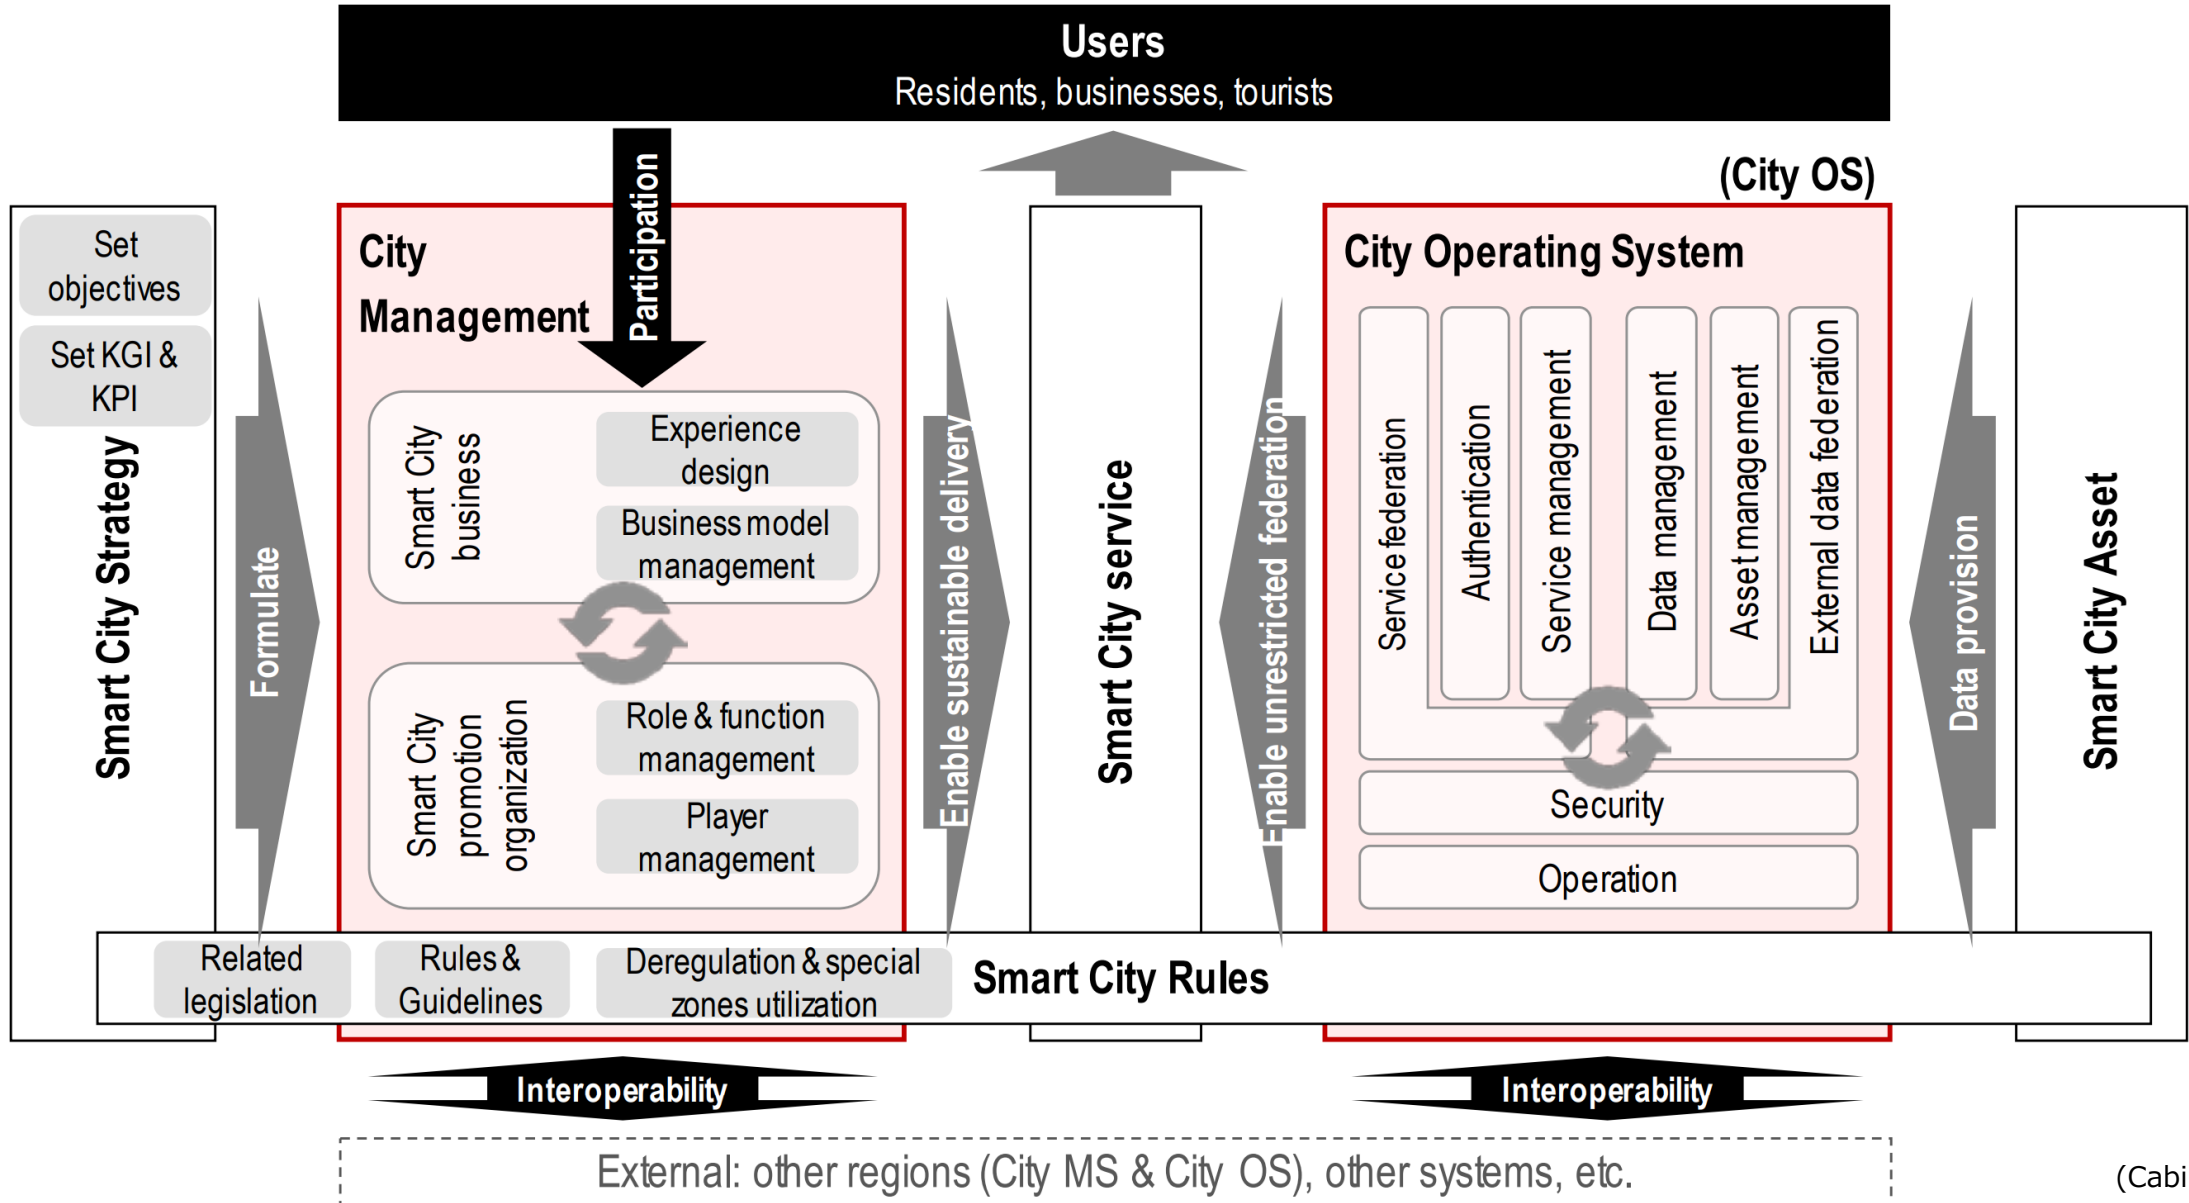 Users
Residents, businesses, tourists
Participation
(City OS)
Set
objectives
Set KGI &
KPI
Smart City Strategy
Formulate
City
Management
Smart City
business
Experience
design
Business model
management
Smart City
promotion
organization
Role & function
management
Player
management
Enable sustainable delivery
Smart City service
Enable unrestricted federation
City Operating System
Service federation
Authentication
Service management
Data management
Asset management
External data federation
Security
Operation
Data provision
Smart City Asset
Related
legislation
Rules &
Guidelines
Deregulation & special
zones utilization
Smart City Rules
Interoperability
Interoperability
External: other regions (City MS & City OS), other systems, etc.
(Cabi